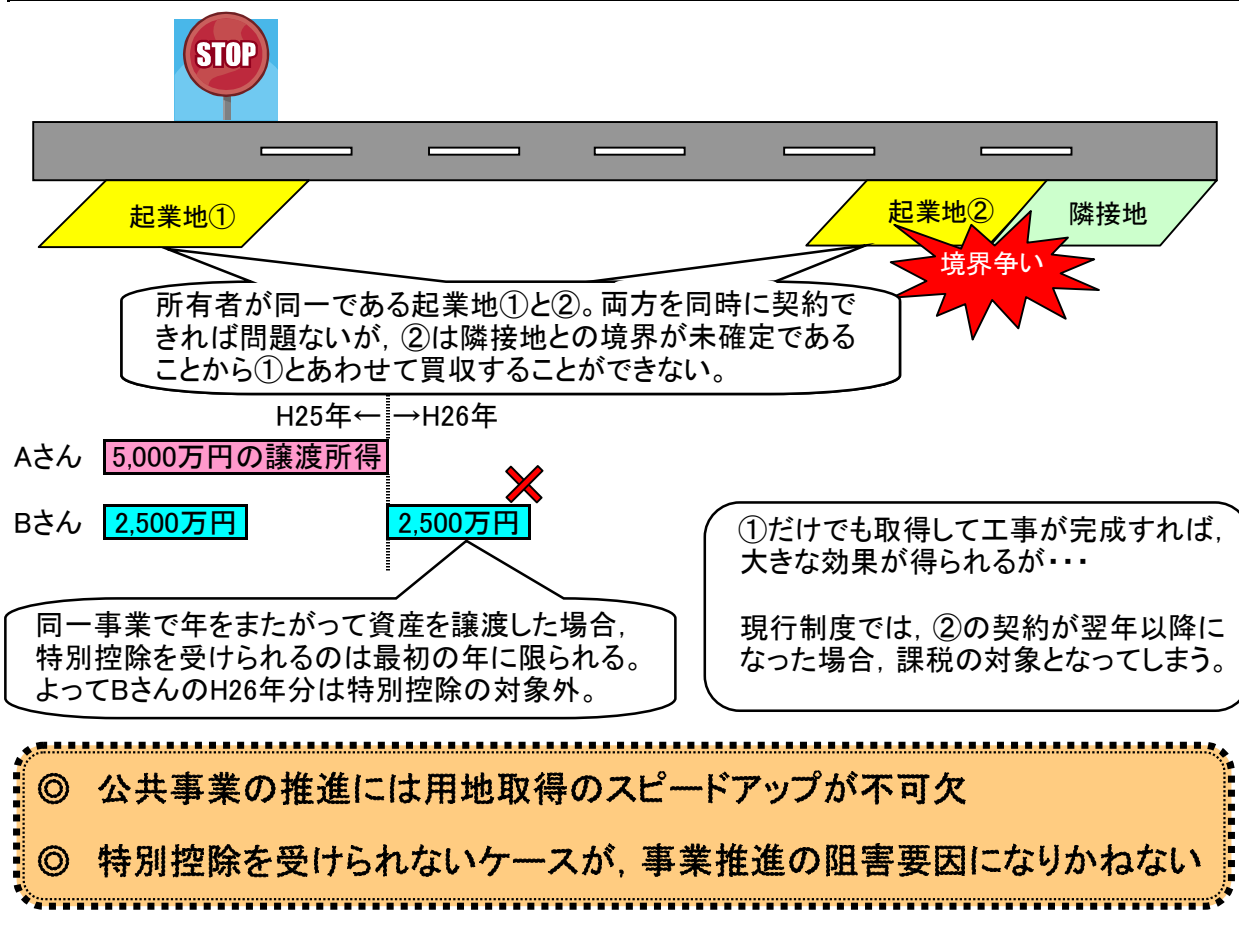 STOP
起業地①
起業地②
隣接地
境界争い
所有者が同一である起業地①と②。両方を同時に契約で
きれば問題ないが，②は隣接地との境界が未確定である
ことから①とあわせて買収することができない。
H25年← →H26年
Aさん 5,000万円の譲渡所得
Bさん 2,500万円 2,500万円
同一事業で年をまたがって資産を譲渡した場合，
特別控除を受けられるのは最初の年に限られる。
よってBさんのH26年分は特別控除の対象外。
①だけでも取得して工事が完成すれば，
大きな効果が得られるが・・・
現行制度では，②の契約が翌年以降に
なった場合，課税の対象となってしまう。
◎ 公共事業の推進には用地取得のスピードアップが不可欠
◎ 特別控除を受けられないケースが，事業推進の阻害要因になりかねない